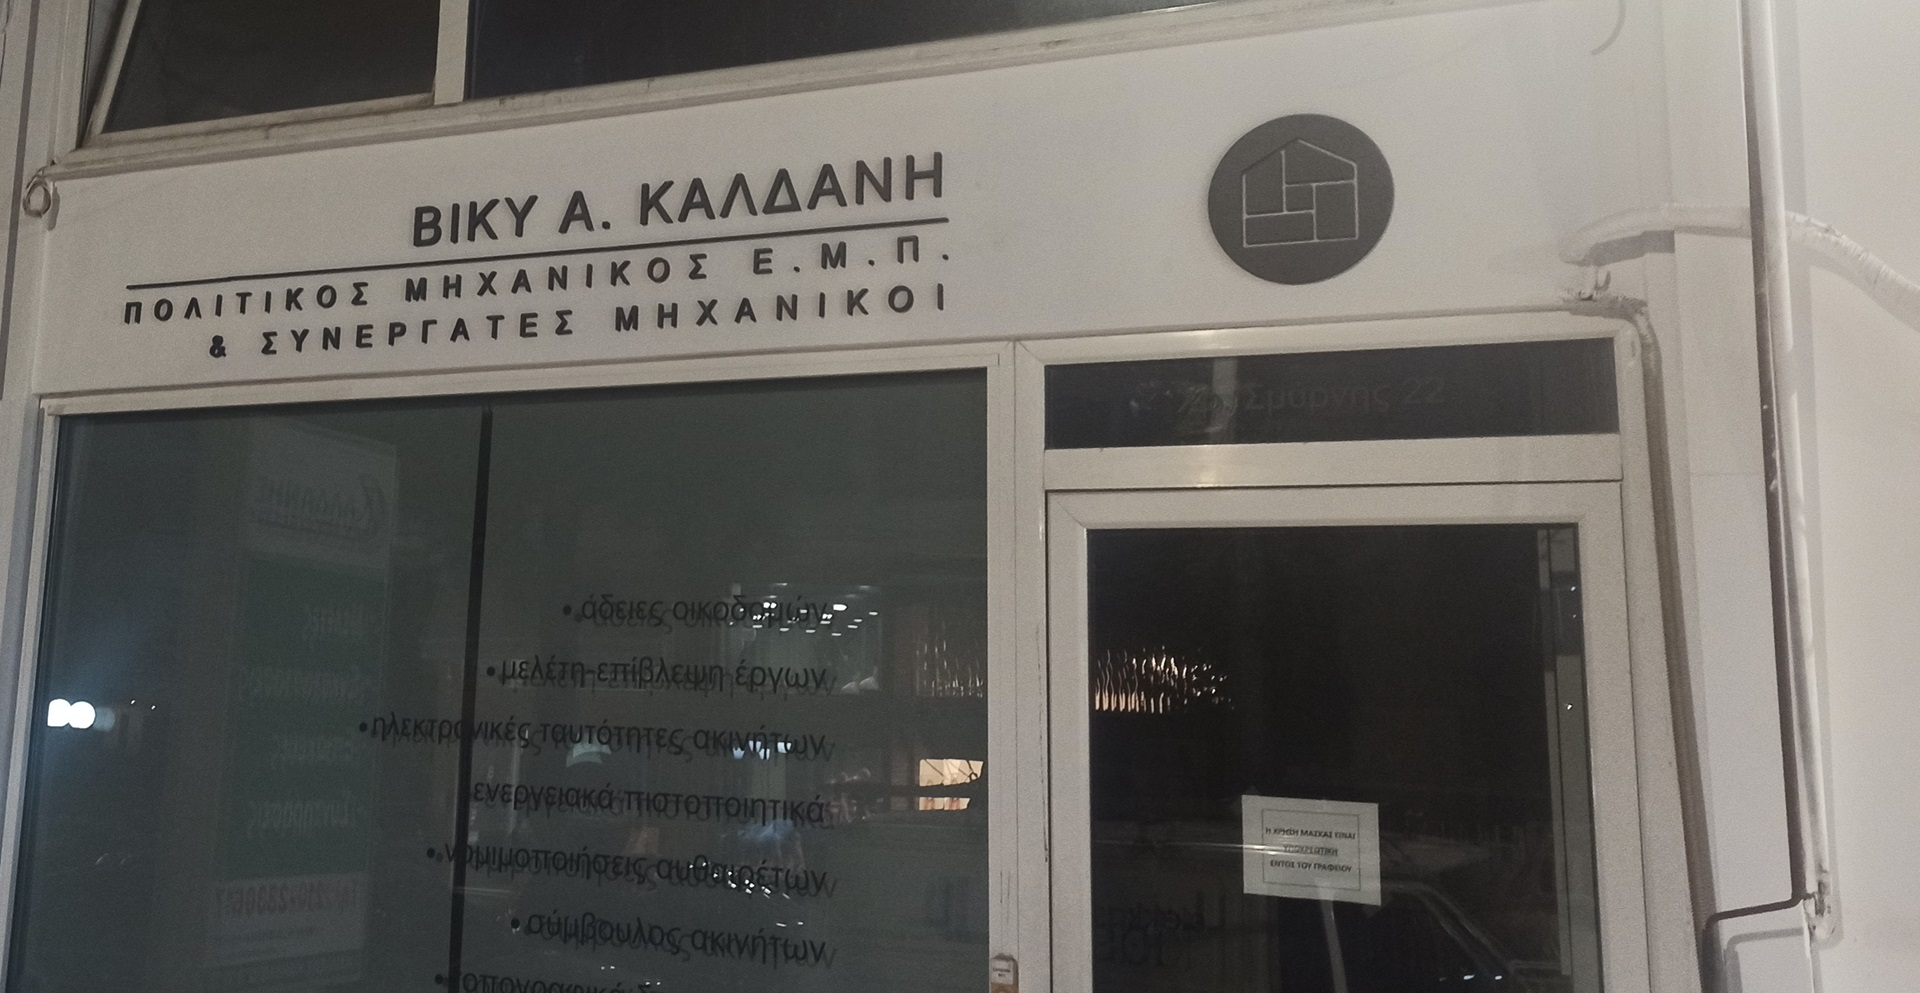 ΒΙΚΥ Α. ΚΑΛΔΑΝΗ
ΠΟΛΙΤΙΚΟΣ ΜΗΧΑΝΙΚΟΣ Ε.Μ.Π.
& ΣΥΝΕΡΓΑΤΕΣ ΜΗΧΑΝΙΚΟΙ
Σμύρνης 22
• άδειες οικοδομών
• μελέτη-επίβλεψη έργων
• ηλεκτρονικές ταυτότητες ακινήτων
ενεργειακά πιστοποιητικά
• νομιμοποιήσεις αυθαιρέτων
• σύμβουλος ακινήτων
Η ΧΡΗΣΗ ΜΑΣΚΑΣ ΕΙΝΑΙ
ΥΠΟΧΡΕΩΤΙΚΗ
ΕΝΤΟΣ ΤΟΥ ΓΡΑΦΕΙΟΥ